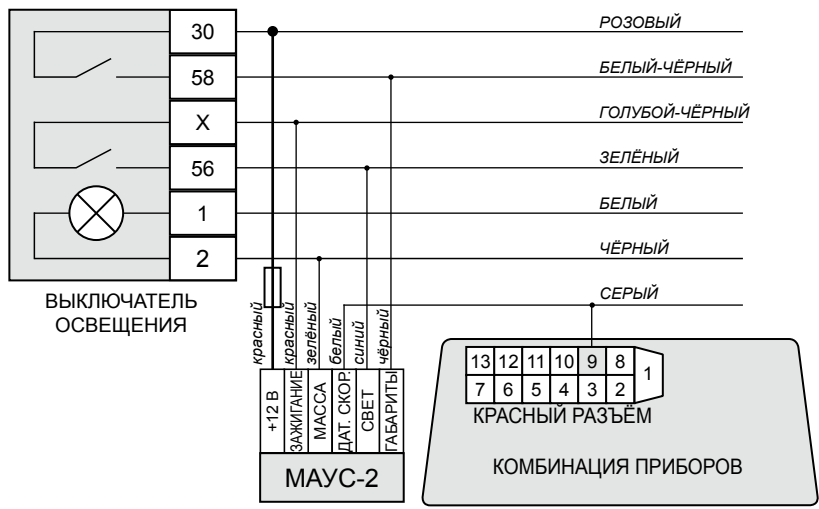 30
РОЗОВЫЙ
58
БЕЛЫЙ-ЧЁРНЫЙ
X
ГОЛУБОЙ-ЧЁРНЫЙ
56
ЗЕЛЁНЫЙ
1
БЕЛЫЙ
2
ЧЁРНЫЙ
СЕРЫЙ
ВЫКЛЮЧАТЕЛЬ
ОСВЕЩЕНИЯ
красный
красный
зелёный
белый
синий
чёрный
+12 В
ЗАЖИГАНИЕ
МАССА
ДАТ. СКОР.
СВЕТ
ГАБАРИТЫ
МАУС-2
13 12 11 10 9 8
1
7 6 5 4 3 2
КРАСНЫЙ РАЗЪЁМ
КОМБИНАЦИЯ ПРИБОРОВ